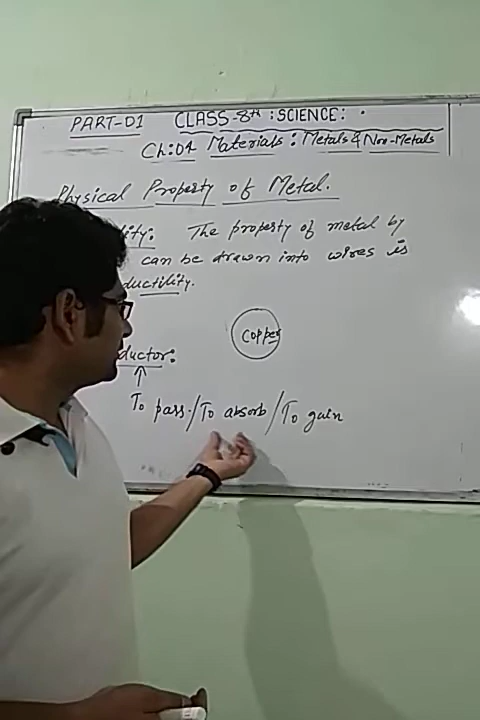 PART-01 CLASS-8th : SCIENCE:
Ch:04 Materials: Metals & Non-Metals
Physical Property of Metal.
lity: The property of metal by
can be drawn into wires is
ductility.
Copper
ductor:
To pass./To absorb/To gain